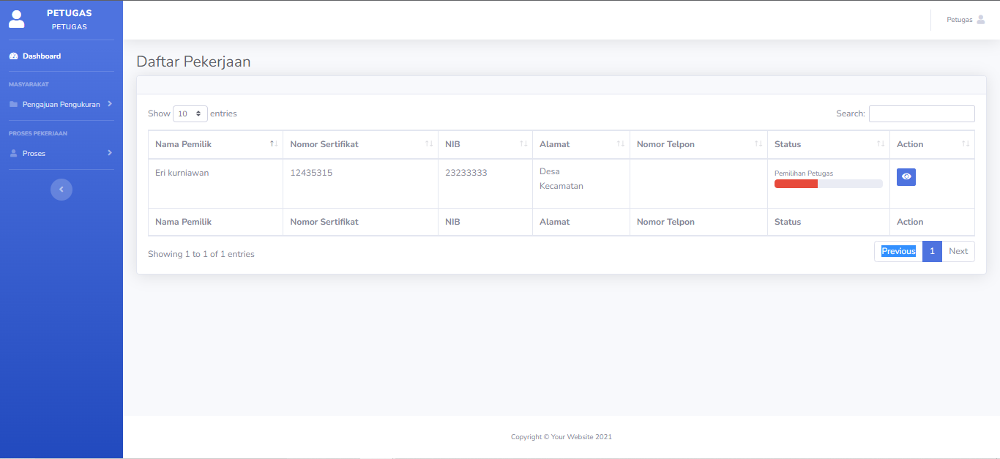 PETUGAS
PETUGAS
Petugas
Dashboard
MASYARAKAT
Pengajuan Pengukuran
PROSES PEKERJAAN
Proses
Daftar Pekerjaan
Show 10 entries
Search:
Nama Pemilik Nomor Sertifikat NIB Alamat Nomor Telpon Status Action
Eri kurniawan 12435315 23233333 Desa Pemilihan Petugas
Kecamatan
Nama Pemilik Nomor Sertifikat NIB Alamat Nomor Telpon Status Action
Showing 1 to 1 of 1 entries
Previous 1 Next
Copyright © Your Website 2021